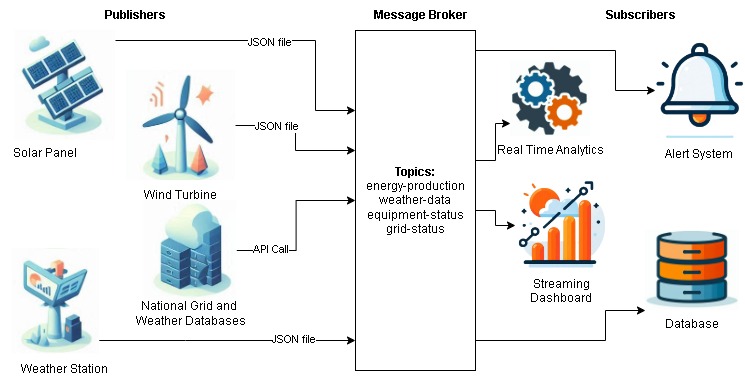 Publishers
Message Broker
Subscribers
JSON file
Solar Panel
JSON file
Wind Turbine
API Call
National Grid and
Weather Databases
JSON file
Weather Station
Topics:
energy-production
weather-data
equipment-status
grid-status
Real Time Analytics
Alert System
Streaming
Dashboard
Database